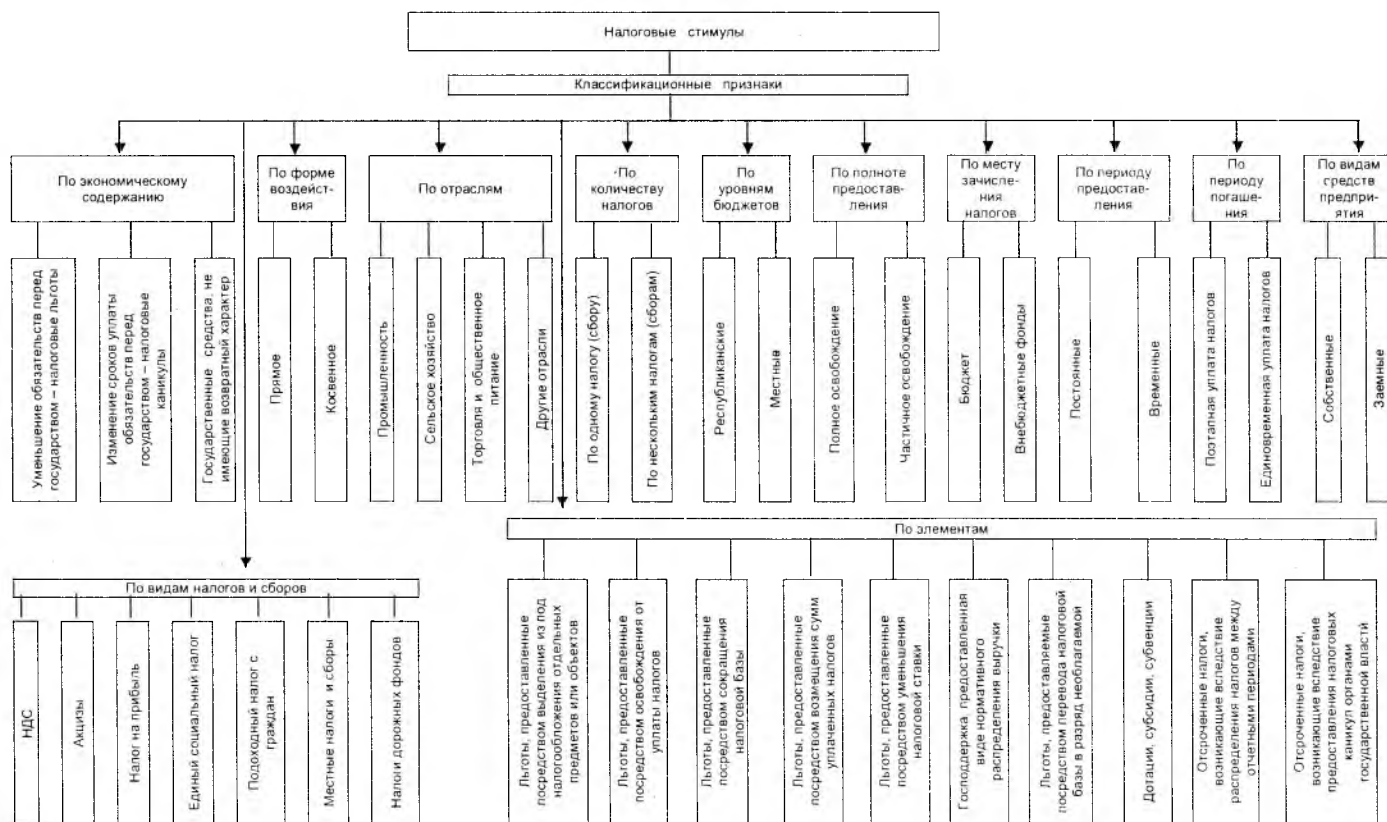 Налоговые стимулы
Классификационные признаки
По экономическому
содержанию
По форме
воздейст-
вия
По отраслям
По
количеству
налогов
По
уровням
бюджетов
По полноте
предостав-
ления
По месту
зачисле-
ния
налогов
По периоду
предостав-
ления
По
периоду
погаше-
ния
По видам
средств
предпри-
ятия
Уменьшение обязательств перед
государством – налоговые льготы
Изменение сроков уплаты
обязательств перед
государством – налоговые
каникулы
Государственные средства, не
имеющие возвратный характер
Прямое
Косвенное
Промышленность
Сельское хозяйство
Торговля и общественное
питание
Другие отрасли
По одному налогу (сбору)
По нескольким налогам (сборам)
Республиканские
Местные
Полное освобождение
Частичное освобождение
Бюджет
Внебюджетные фонды
Постоянные
Временные
Поэтапная уплата налогов
Единовременная уплата налогов
Собственные
Заемные
По элементам
Льготы, предоставленные
посредством выделения из под
налогообложения отдельных
предметов или объектов
Льготы, предоставленные
посредством освобождения от
уплаты налогов
Льготы, предоставленные
посредством сокращения
налоговой базы
Льготы, предоставленные
посредством возмещения сумм
уплаченных налогов
Льготы, предоставленные
посредством уменьшения
налоговой ставки
Господдержка, предоставленная
в виде нормативного
распределения выручки
Льготы, предоставляемые
посредством перевода налоговой
базы в разряд необлагаемой
Дотации, субсидии, субвенции
Отсроченные налоги,
возникающие вследствие
распределения налогов между
отчетными периодами
Отсроченные налоги,
возникающие вследствие
предоставления налоговых
каникул органами
государственной власти
По видам налогов и сборов
НДС
Акцизы
Налог на прибыль
Единый социальный налог
Подоходный налог с
граждан
Местные налоги и сборы
Налоги дорожных фондов